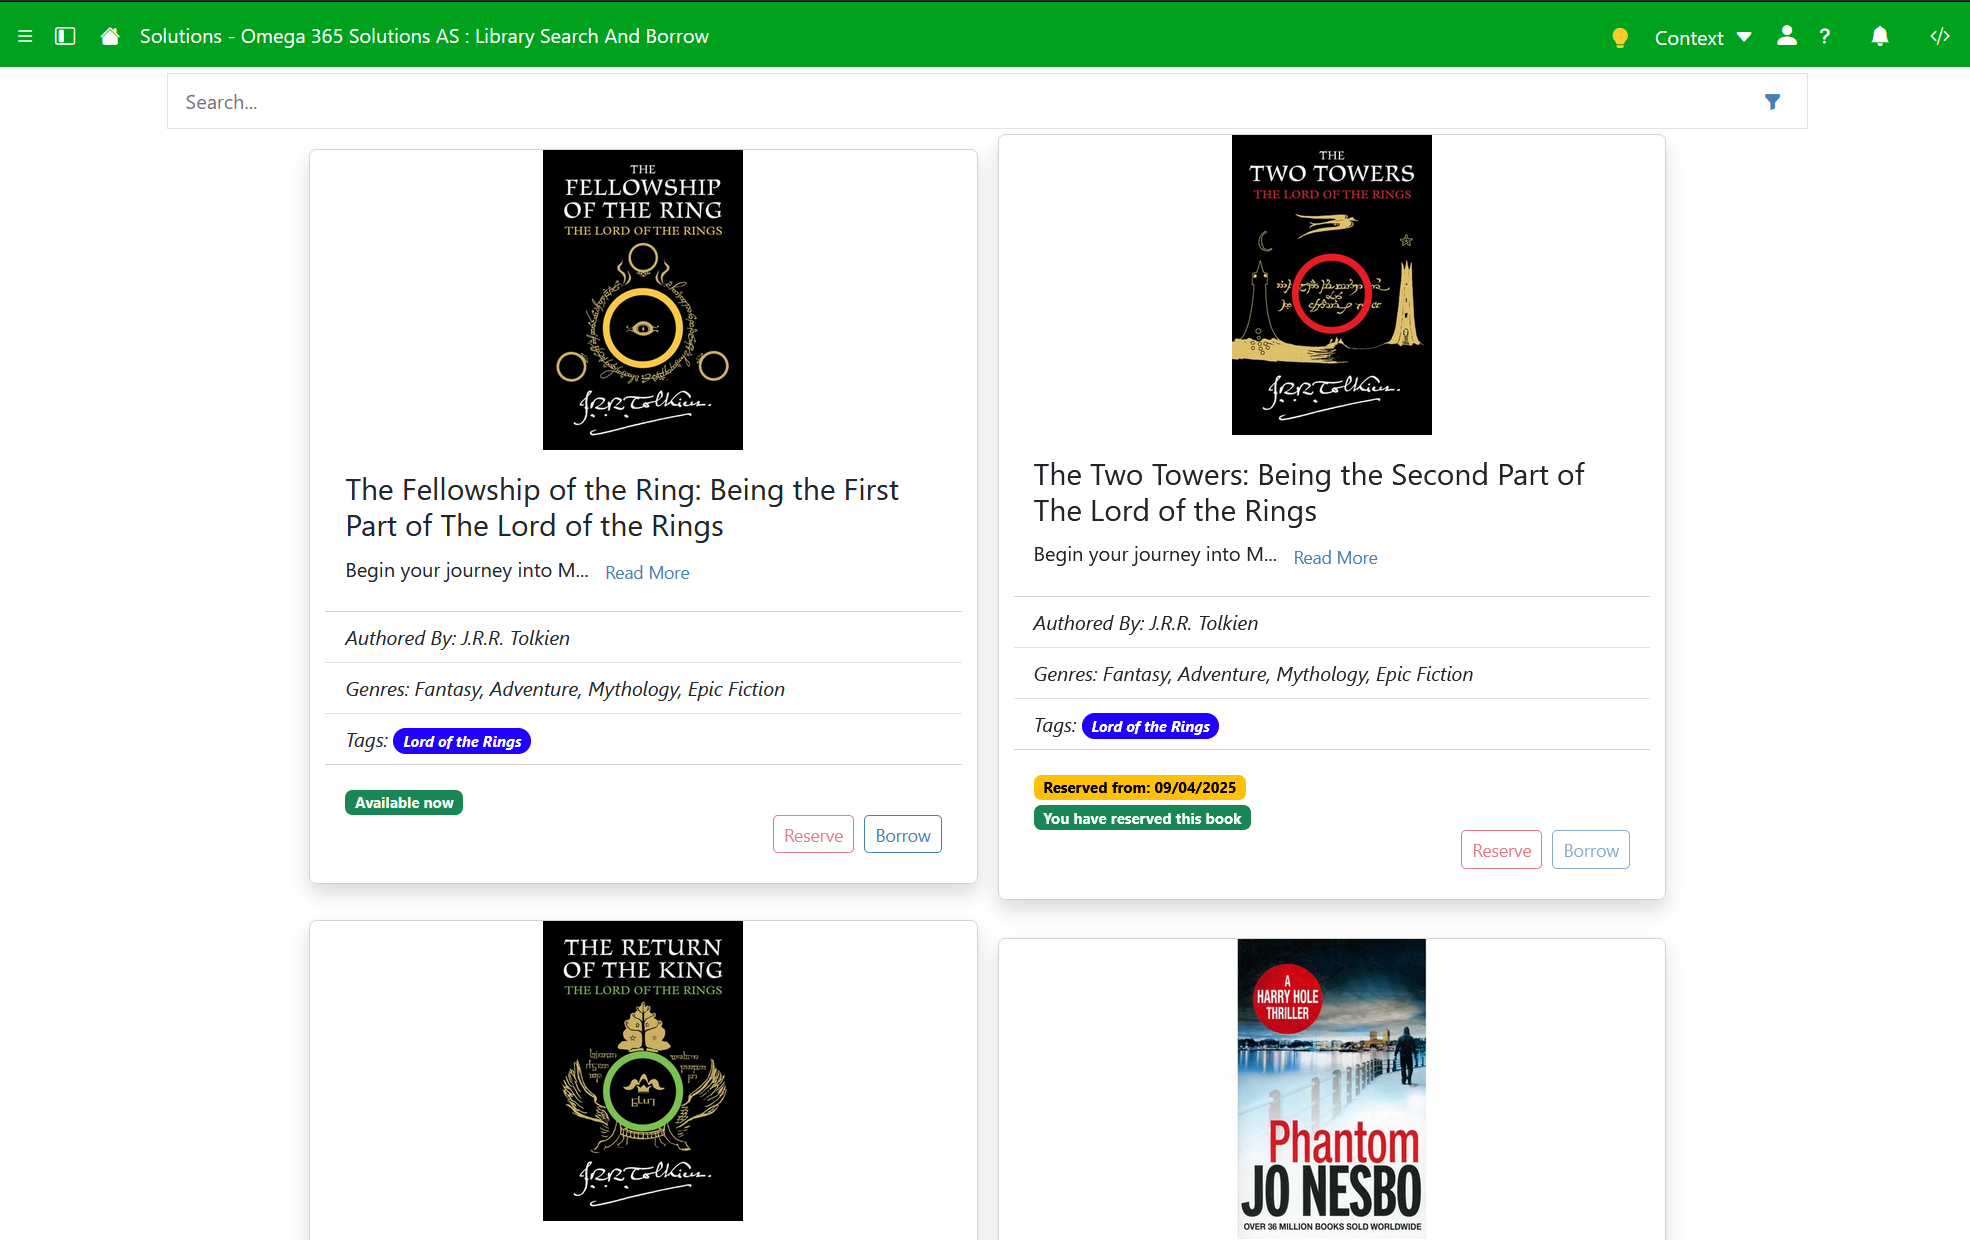 Solutions - Omega 365 Solutions AS : Library Search And Borrow
Context
?
</>
Search...
THE
FELLOWSHIP
OF THE RING
THE LORD OF THE RINGS
J.R.R. Tolkien.
The Fellowship of the Ring: Being the First
Part of The Lord of the Rings
Begin your journey into M... Read More
Authored By: J.R.R. Tolkien
Genres: Fantasy, Adventure, Mythology, Epic Fiction
Tags: Lord of the Rings
Available now
Reserve Borrow
THE
TWO TOWERS
THE LORD OF THE RINGS
J.R.R. Tolkien.
The Two Towers: Being the Second Part of
The Lord of the Rings
Begin your journey into M... Read More
Authored By: J.R.R. Tolkien
Genres: Fantasy, Adventure, Mythology, Epic Fiction
Tags: Lord of the Rings
Reserved from: 09/04/2025
You have reserved this book
Reserve Borrow
THE RETURN
OF THE KING
THE LORD OF THE RINGS
J.R.R. Tolkien.
A
HARRY HOLE
THRILLER
Phantom
JO NESBO
OVER 36 MILLION BOOKS SOLD WORLDWIDE